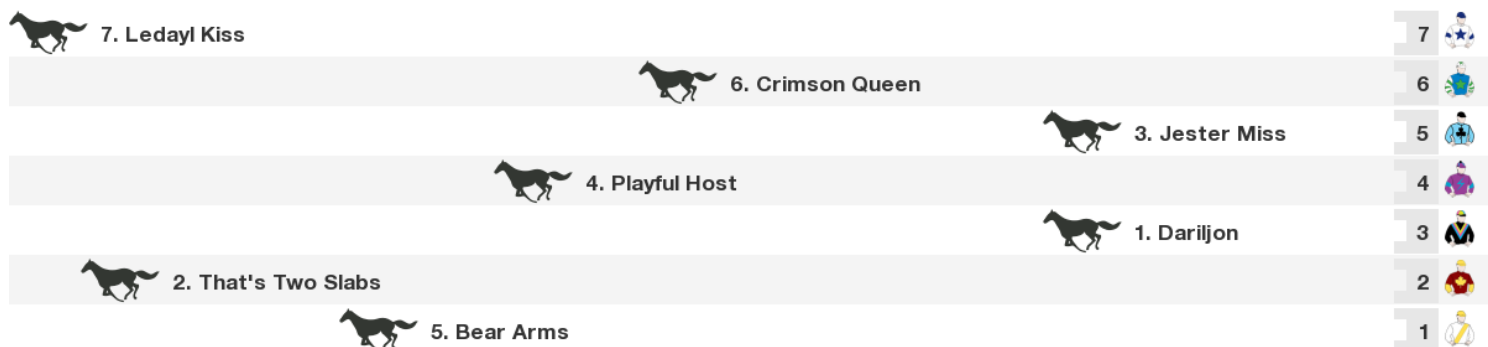 7. Ledayl Kiss 7
6. Crimson Queen 6
3. Jester Miss 5
4. Playful Host 4
1. Dariljon 3
2. That's Two Slabs 2
5. Bear Arms 1